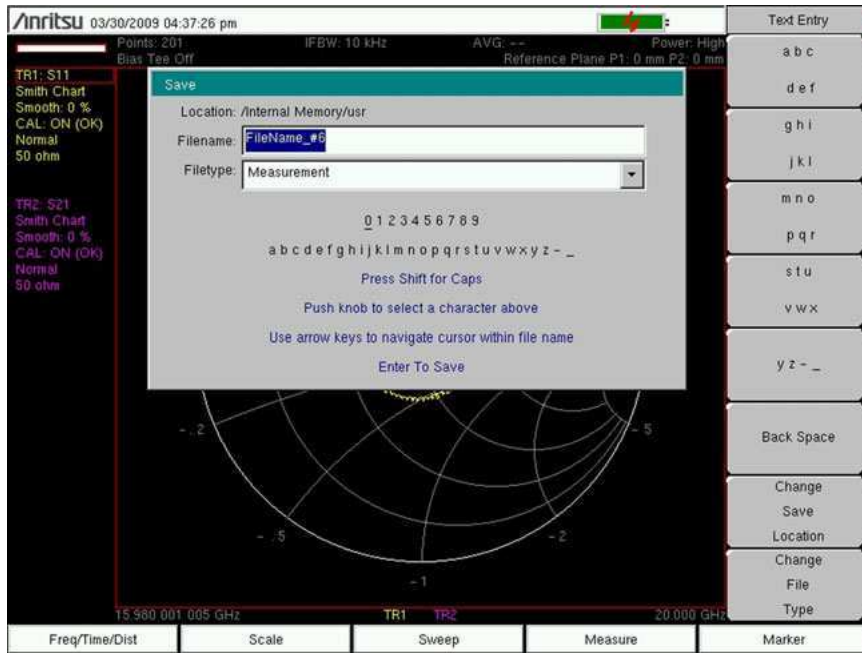 Anritsu 03/30/2009 04:37:26 pm
Points: 201 IFBW: 10 kHz AVG: -- Power: High
Bias Tee Off Reference Plane P1: 0 mm P2: 0 mm
TR1: S11
Smith Chart
Smooth: 0 %
CAL: ON (OK)
Normal
50 ohm
TR2: S21
Smith Chart
Smooth: 0 %
CAL: ON (OK)
Normal
50 ohm
Save
Location: /Internal Memory/usr
Filename: FileName_#6
Filetype: Measurement
0 1 2 3 4 5 6 7 8 9
a b c d e f g h i j k l m n o p q r s t u v w x y z - _
Press Shift for Caps
Push knob to select a character above
Use arrow keys to navigate cursor within file name
Enter To Save
-.2
-5
-.5
-2
-1
15.980 001 005 GHz TR1 TR2 20.000 GHz
Text Entry
a b c
d e f
g h i
j k l
m n o
p q r
s t u
v w x
y z - _
Back Space
Change
Save
Location
Change
File
Type
Freq/Time/Dist Scale Sweep Measure Marker